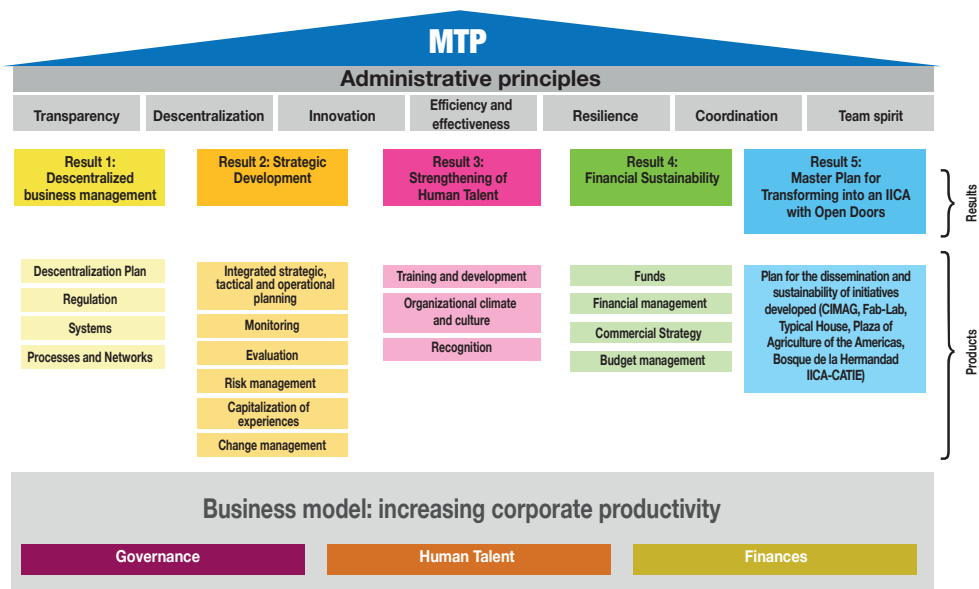 MTP
Administrative principles
Transparency
Descentralization
Innovation
Efficiency and
effectiveness
Resilience
Coordination
Team spirit
Result 1:
Descentralized
business management
Result 2: Strategic
Development
Result 3:
Strengthening of
Human Talent
Result 4:
Financial Sustainability
Result 5:
Master Plan for
Transforming into an IICA
with Open Doors
Results
Descentralization Plan
Regulation
Systems
Processes and Networks
Integrated strategic,
tactical and operational
planning
Monitoring
Evaluation
Risk management
Capitalization of
experiences
Change management
Training and development
Organizational climate
and culture
Recognition
Funds
Financial management
Commercial Strategy
Budget management
Plan for the dissemination and
sustainability of initiatives
developed (CIMAG, Fab-Lab,
Typical House, Plaza of
Agriculture of the Americas,
Bosque de la Hermandad
IICA-CATIE)
Products
Business model: increasing corporate productivity
Governance
Human Talent
Finances